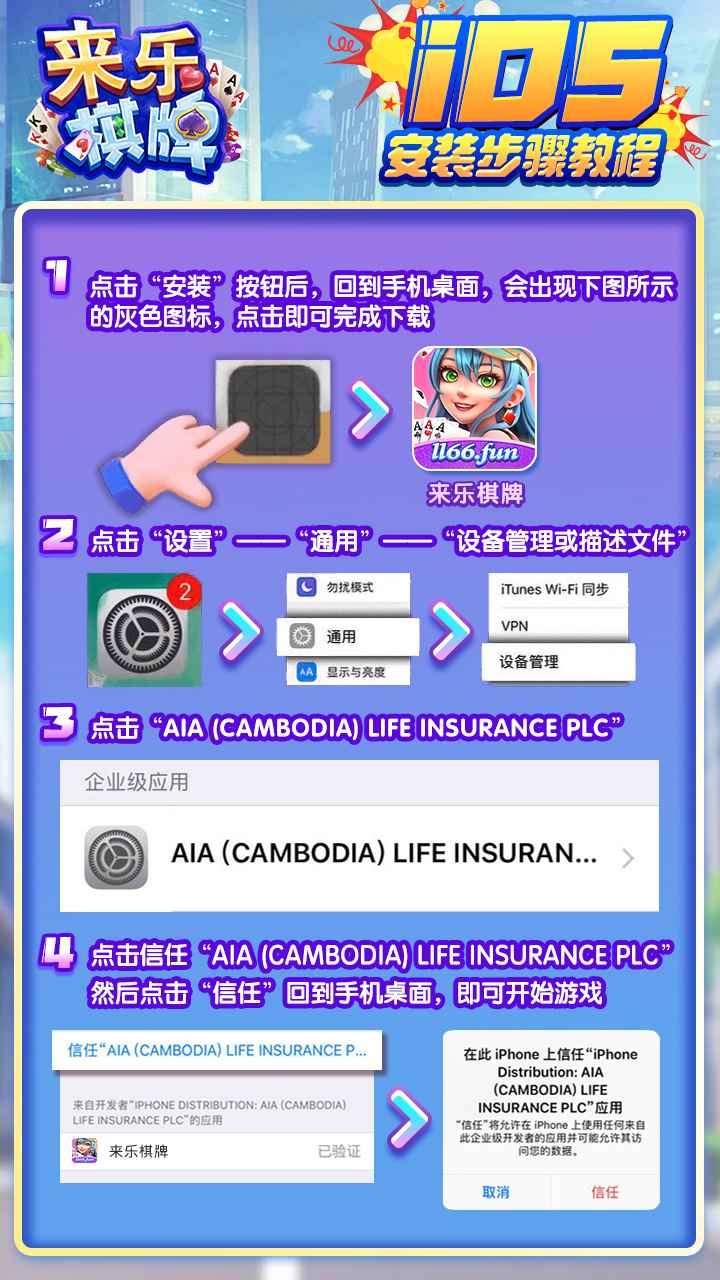 来乐
棋牌
iOS
安装步骤教程
1
点击“安装”按钮后，回到手机桌面，会出现下图所示
的灰色图标，点击即可完成下载
ll66.fun
来乐棋牌
2
点击“设置”——“通用”——“设备管理或描述文件”
2
勿扰模式
通用
AA 显示与亮度
iTunes Wi-Fi 同步
VPN
设备管理
3
点击“AIA (CAMBODIA) LIFE INSURANCE PLC”
企业级应用
AIA (CAMBODIA) LIFE INSURAN...
4
点击信任“AIA (CAMBODIA) LIFE INSURANCE PLC”
然后点击“信任”回到手机桌面，即可开始游戏
信任“AIA (CAMBODIA) LIFE INSURANCE P...
来自开发者“IPHONE DISTRIBUTION: AIA (CAMBODIA)
LIFE INSURANCE PLC”的应用
来乐棋牌 已验证
在此 iPhone 上信任“iPhone
Distribution: AIA
(CAMBODIA) LIFE
INSURANCE PLC”应用
“信任”将允许在 iPhone 上使用任何来自
此企业级开发者的应用并可能允许其访
问您的数据。
取消 信任